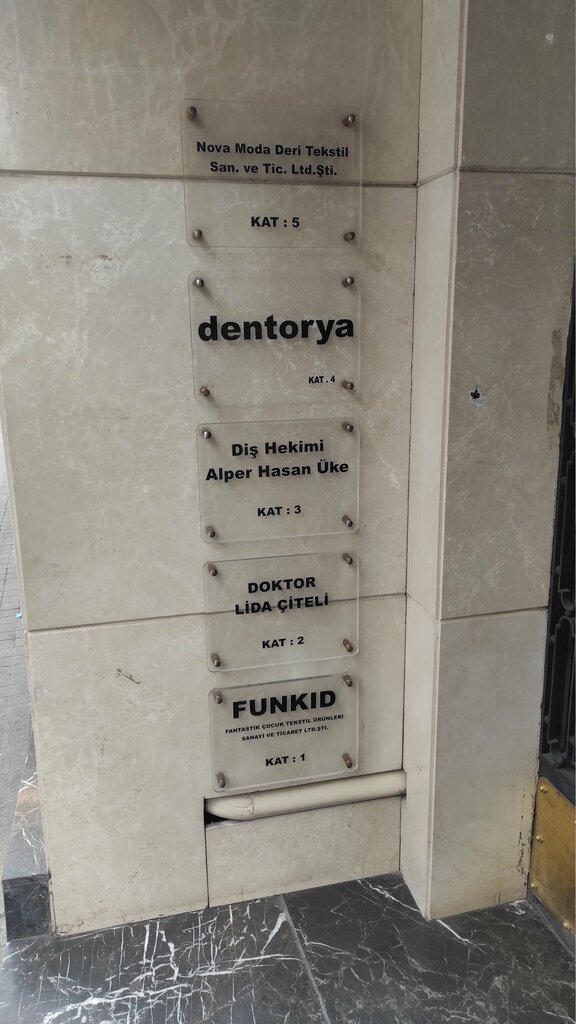 Nova Moda Deri Tekstil
San. ve Tic. Ltd.Şti.
KAT : 5
dentorya
KAT . 4
Diş Hekimi
Alper Hasan Üke
KAT : 3
DOKTOR
LİDA ÇİTELİ
KAT : 2
FUNKID
FANTASTİK ÇOCUK TEKSTİL ÜRÜNLERİ
SANAYİ VE TİCARET LTD.ŞTİ.
KAT : 1